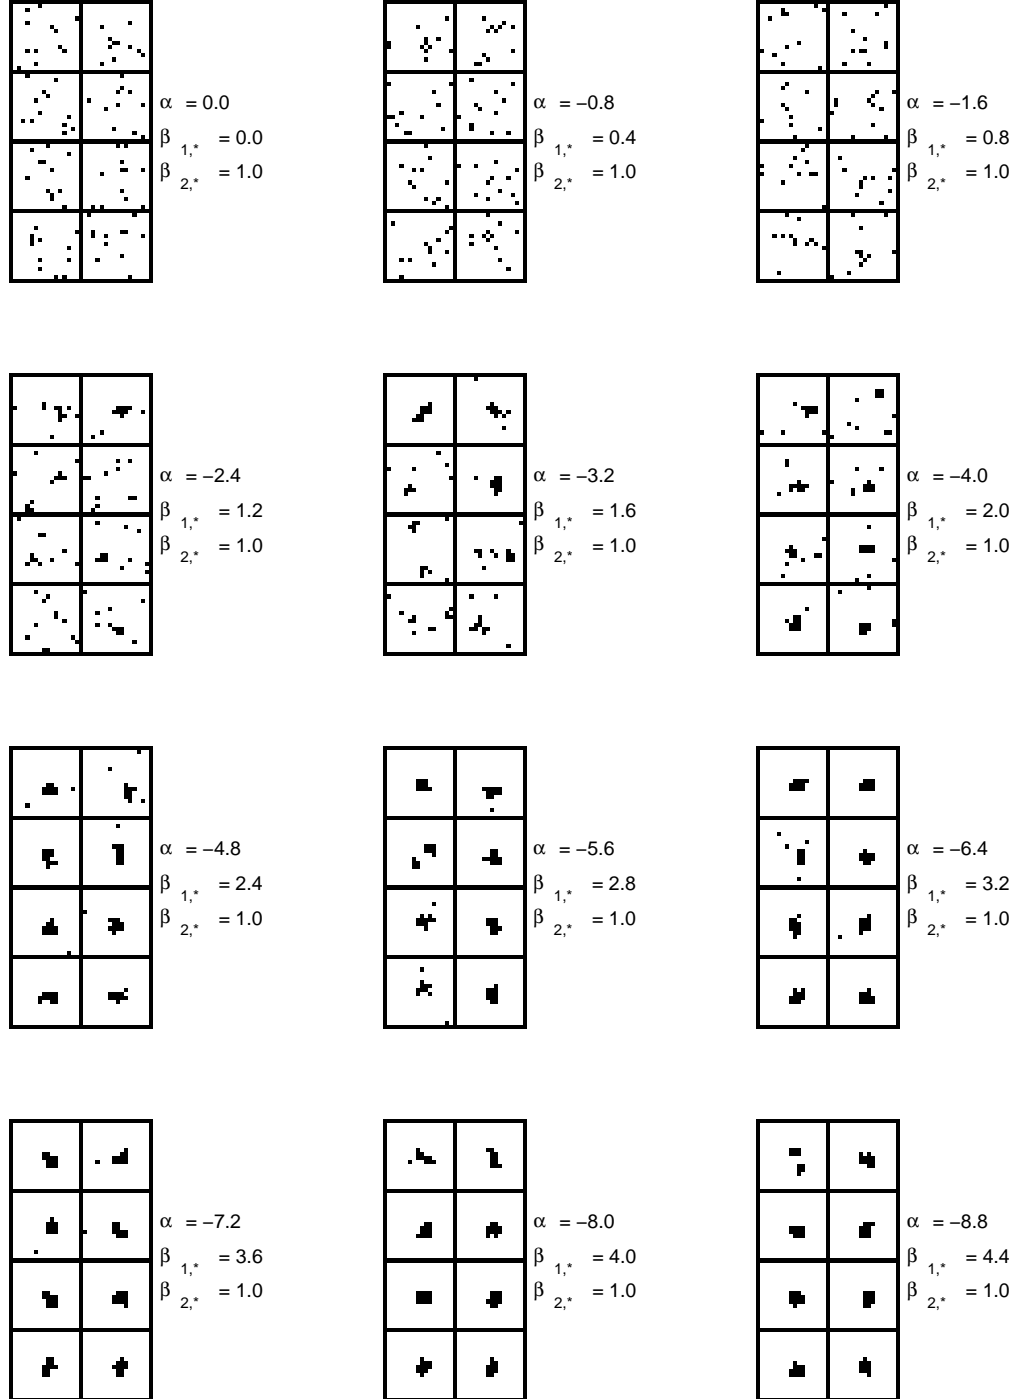 α = 0.0
β 1,* = 0.0
β 2,* = 1.0
α = −0.8
β 1,* = 0.4
β 2,* = 1.0
α = −1.6
β 1,* = 0.8
β 2,* = 1.0
α = −2.4
β 1,* = 1.2
β 2,* = 1.0
α = −3.2
β 1,* = 1.6
β 2,* = 1.0
α = −4.0
β 1,* = 2.0
β 2,* = 1.0
α = −4.8
β 1,* = 2.4
β 2,* = 1.0
α = −5.6
β 1,* = 2.8
β 2,* = 1.0
α = −6.4
β 1,* = 3.2
β 2,* = 1.0
α = −7.2
β 1,* = 3.6
β 2,* = 1.0
α = −8.0
β 1,* = 4.0
β 2,* = 1.0
α = −8.8
β 1,* = 4.4
β 2,* = 1.0